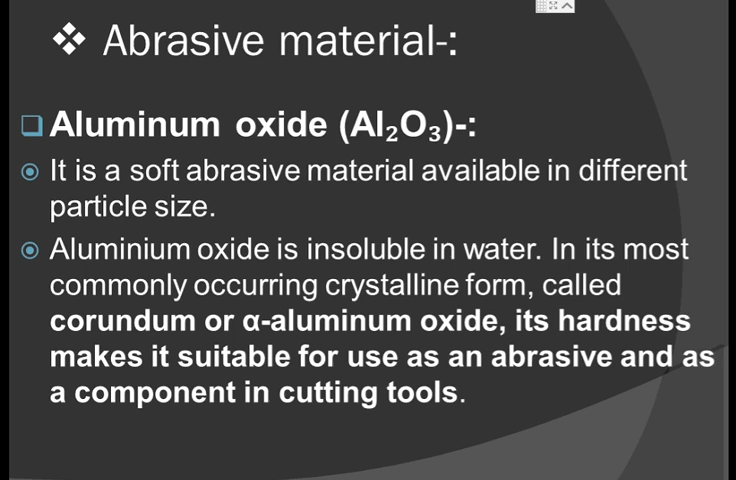 ❖ Abrasive material-:
❑ Aluminum oxide (Al₂O₃)-:
It is a soft abrasive material available in different
particle size.
Aluminium oxide is insoluble in water. In its most
commonly occurring crystalline form, called
corundum or α-aluminum oxide, its hardness
makes it suitable for use as an abrasive and as
a component in cutting tools.